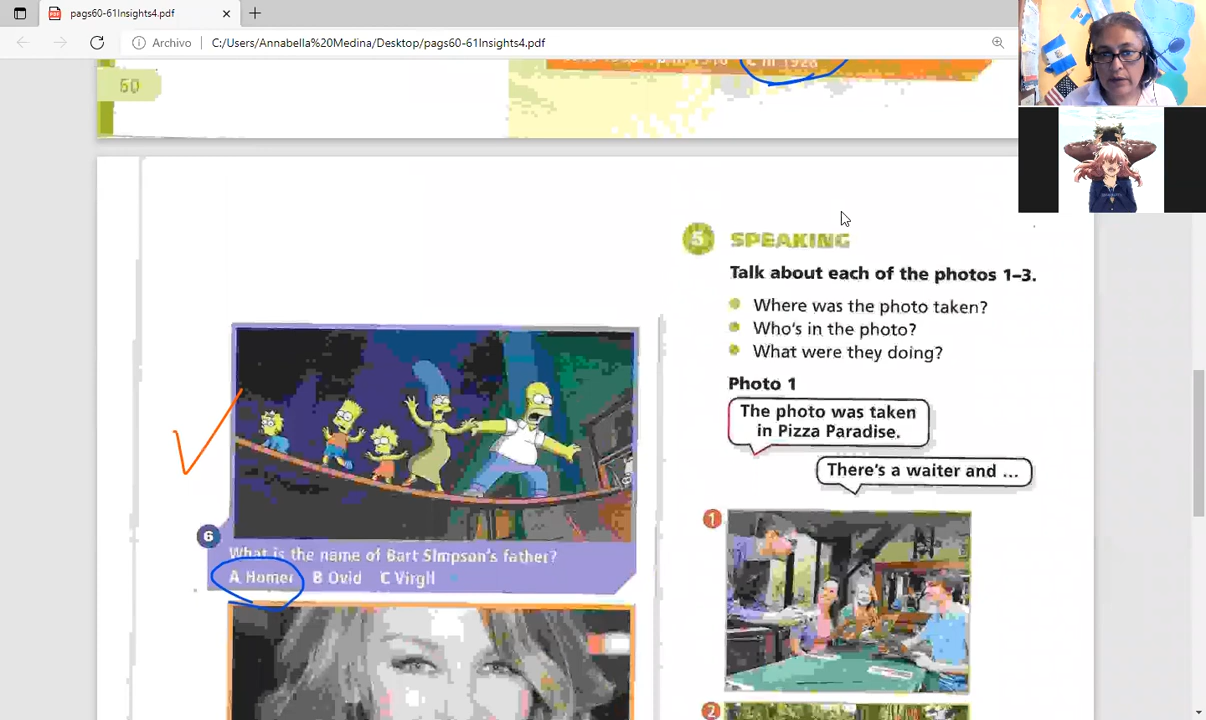 pags60-61Insights4.pdf
Archivo
C:/Users/Annabella%20Medina/Desktop/pags60-61Insights4.pdf
C In 1928
60
5 SPEAKING
Talk about each of the photos 1–3.
Where was the photo taken?
Who's in the photo?
What were they doing?
Photo 1
The photo was taken
in Pizza Paradise.
There's a waiter and ...
6
What is the name of Bart Simpson's father?
A Homer B Ovid C Virgil
1
2